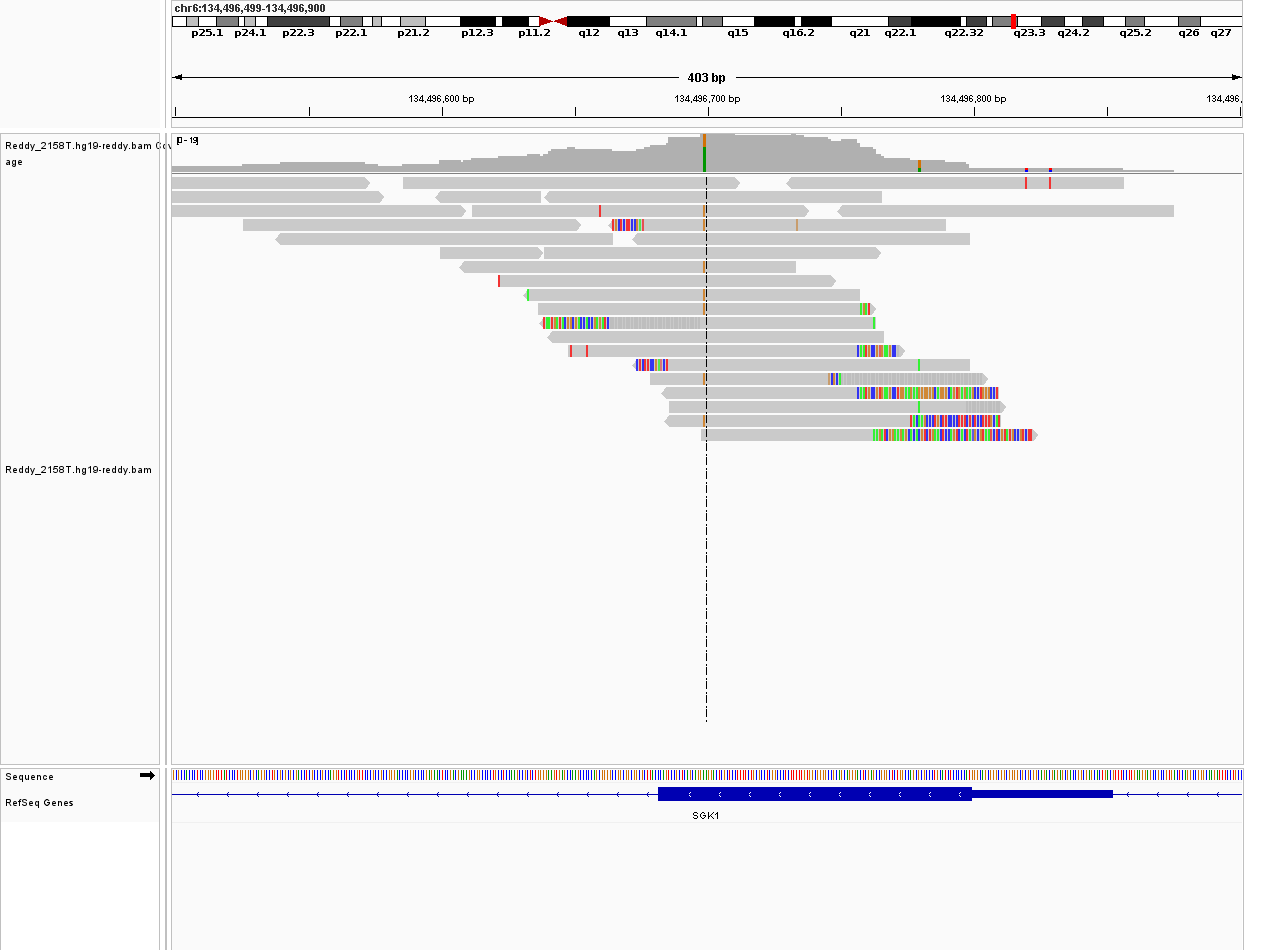 chr6:134,496,499-134,496,900
p25.1 p24.1 p22.3 p22.1 p21.2 p12.3 p11.2 q12 q13 q14.1 q15 q16.2 q21 q22.1 q22.32 q23.3 q24.2 q25.2 q26 q27
403 bp
134,496,600 bp 134,496,700 bp 134,496,800 bp 134,496,
Reddy_2158T.hg19-reddy.bam Cov
age
[0 - 19]
Reddy_2158T.hg19-reddy.bam
Sequence
RefSeq Genes
SGK1